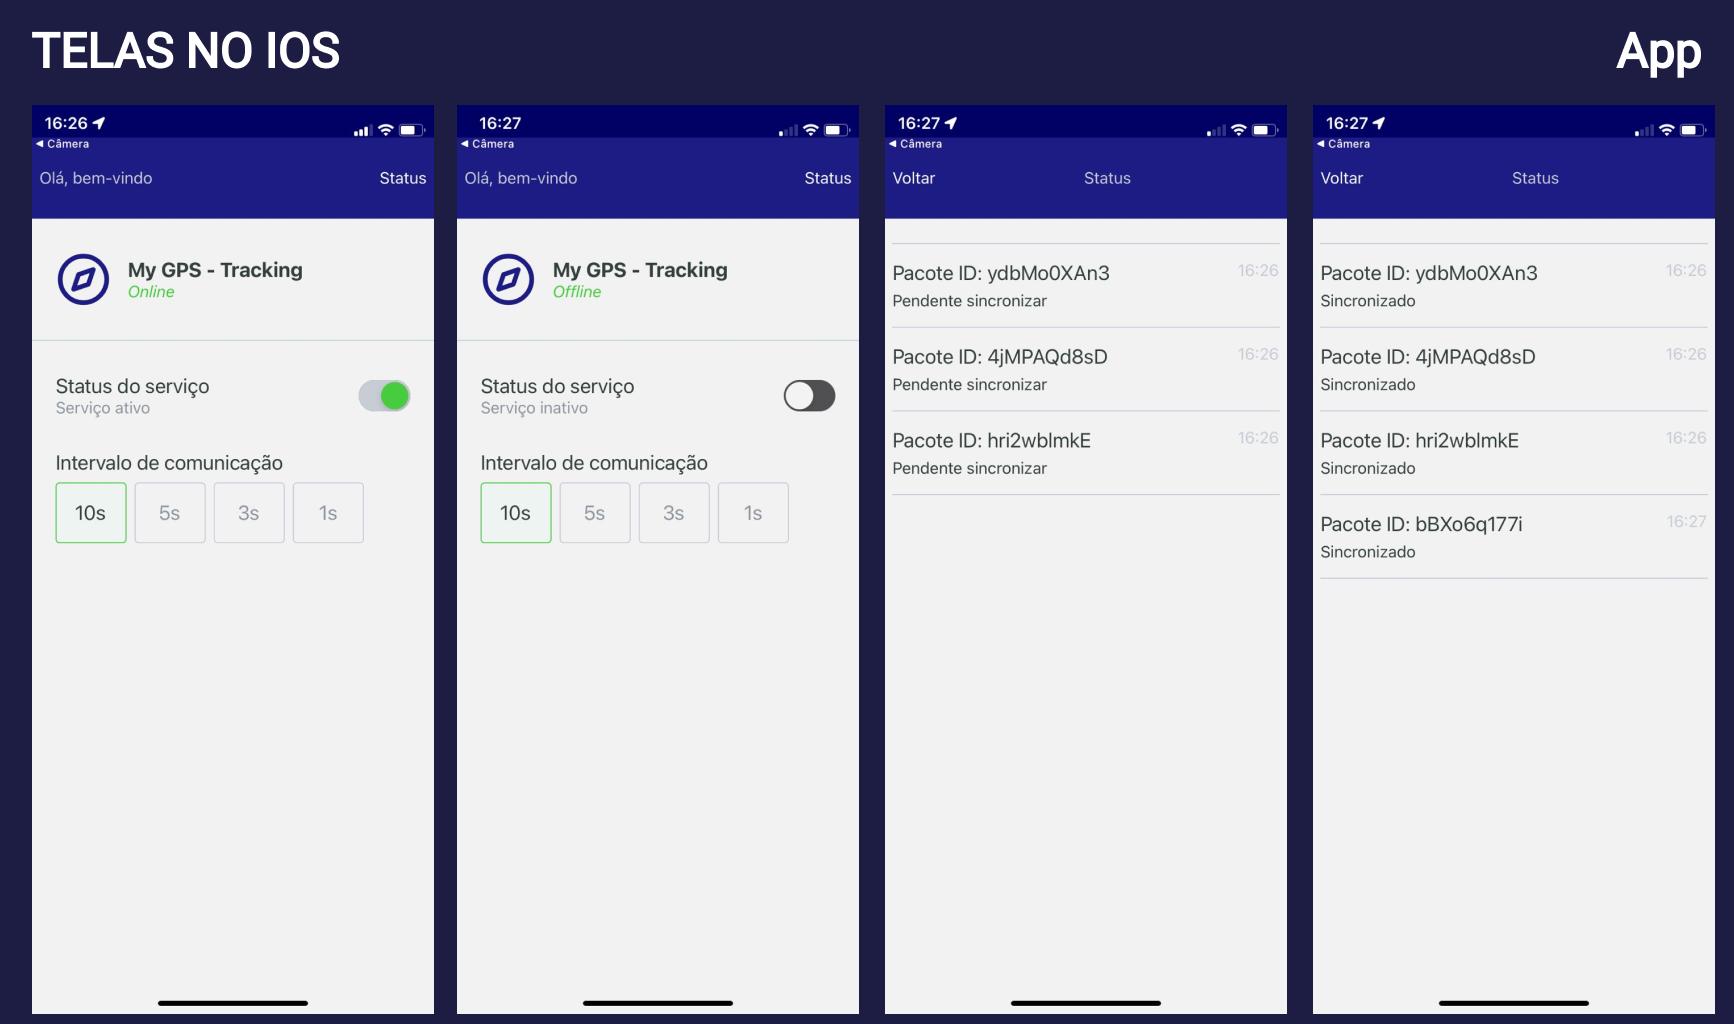 TELAS NO IOS
App
16:26
Câmera
Olá, bem-vindo
Status
My GPS - Tracking
Online
Status do serviço
Serviço ativo
Intervalo de comunicação
10s
5s
3s
1s
16:27
Câmera
Olá, bem-vindo
Status
My GPS - Tracking
Offline
Status do serviço
Serviço inativo
Intervalo de comunicação
10s
5s
3s
1s
16:27
Câmera
Voltar
Status
Pacote ID: ydbMo0XAn3
16:26
Pendente sincronizar
Pacote ID: 4jMPAQd8sD
16:26
Pendente sincronizar
Pacote ID: hri2wblmkE
16:26
Pendente sincronizar
16:27
Câmera
Voltar
Status
Pacote ID: ydbMo0XAn3
16:26
Sincronizado
Pacote ID: 4jMPAQd8sD
16:26
Sincronizado
Pacote ID: hri2wblmkE
16:26
Sincronizado
Pacote ID: bBXo6q177i
16:27
Sincronizado